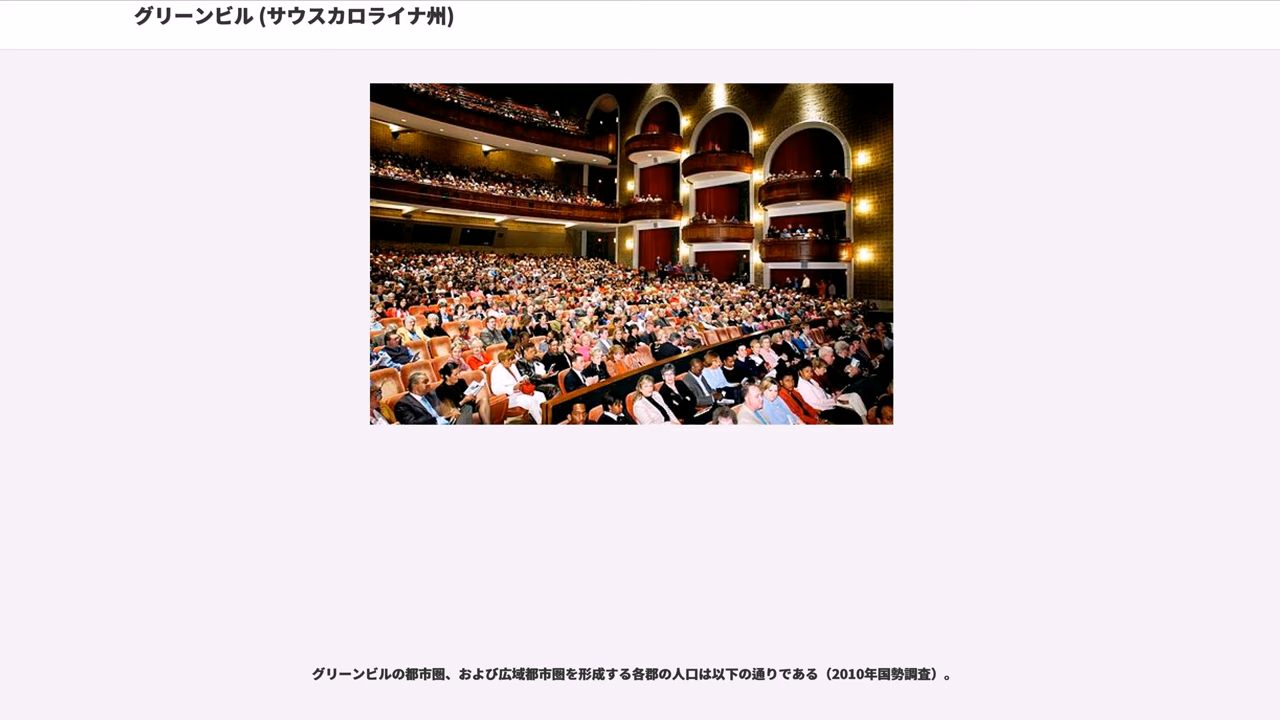 グリーンビル (サウスカロライナ州)
グリーンビルの都市圏、および広域都市圏を形成する各郡の人口は以下の通りである（2010年国勢調査）。